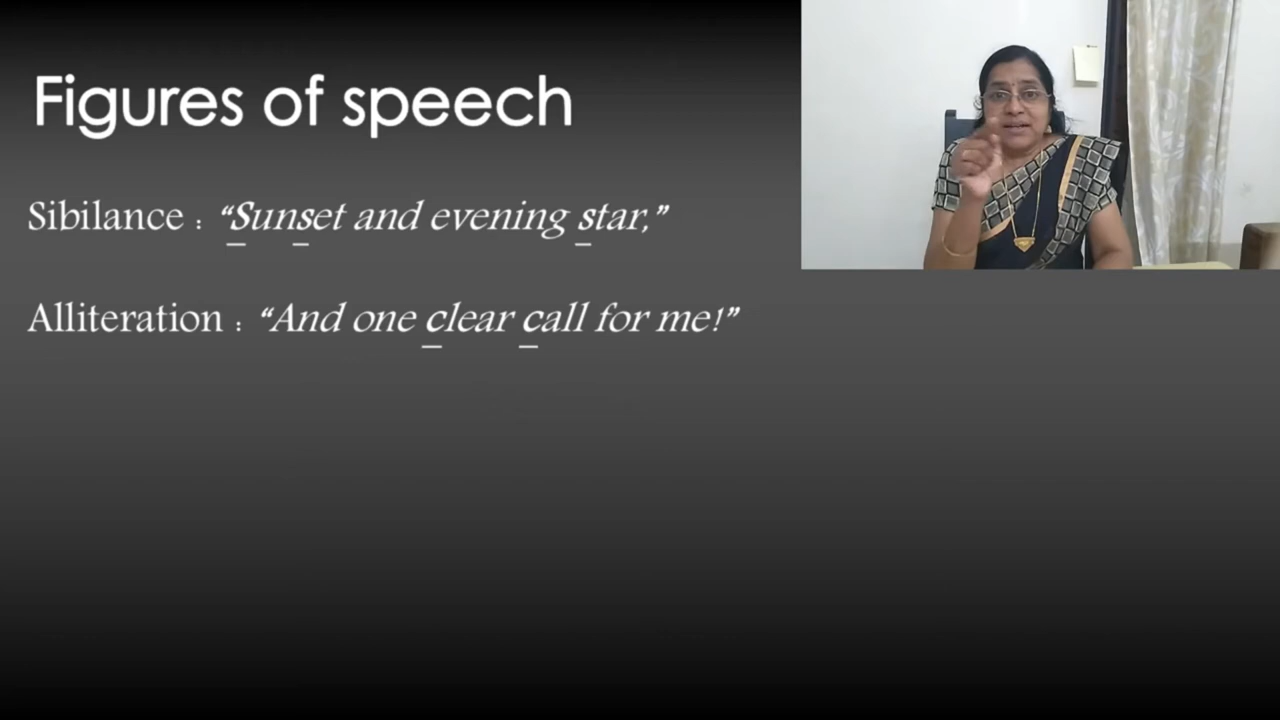 Figures of speech
Sibilance : “Sunset and evening star,”
Alliteration : “And one clear call for me!”